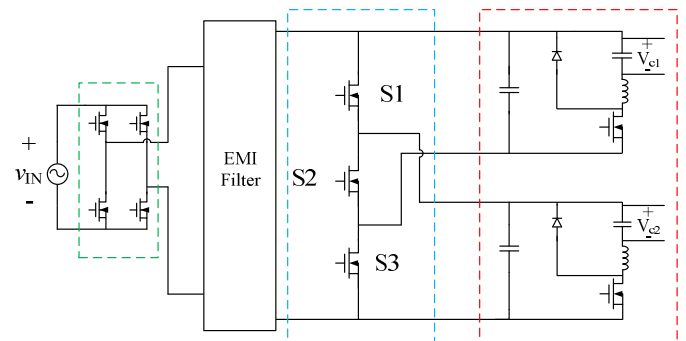 +
V_c1
-
S1
+
v_IN
-
EMI
Filter
S2
+
V_c2
-
S3